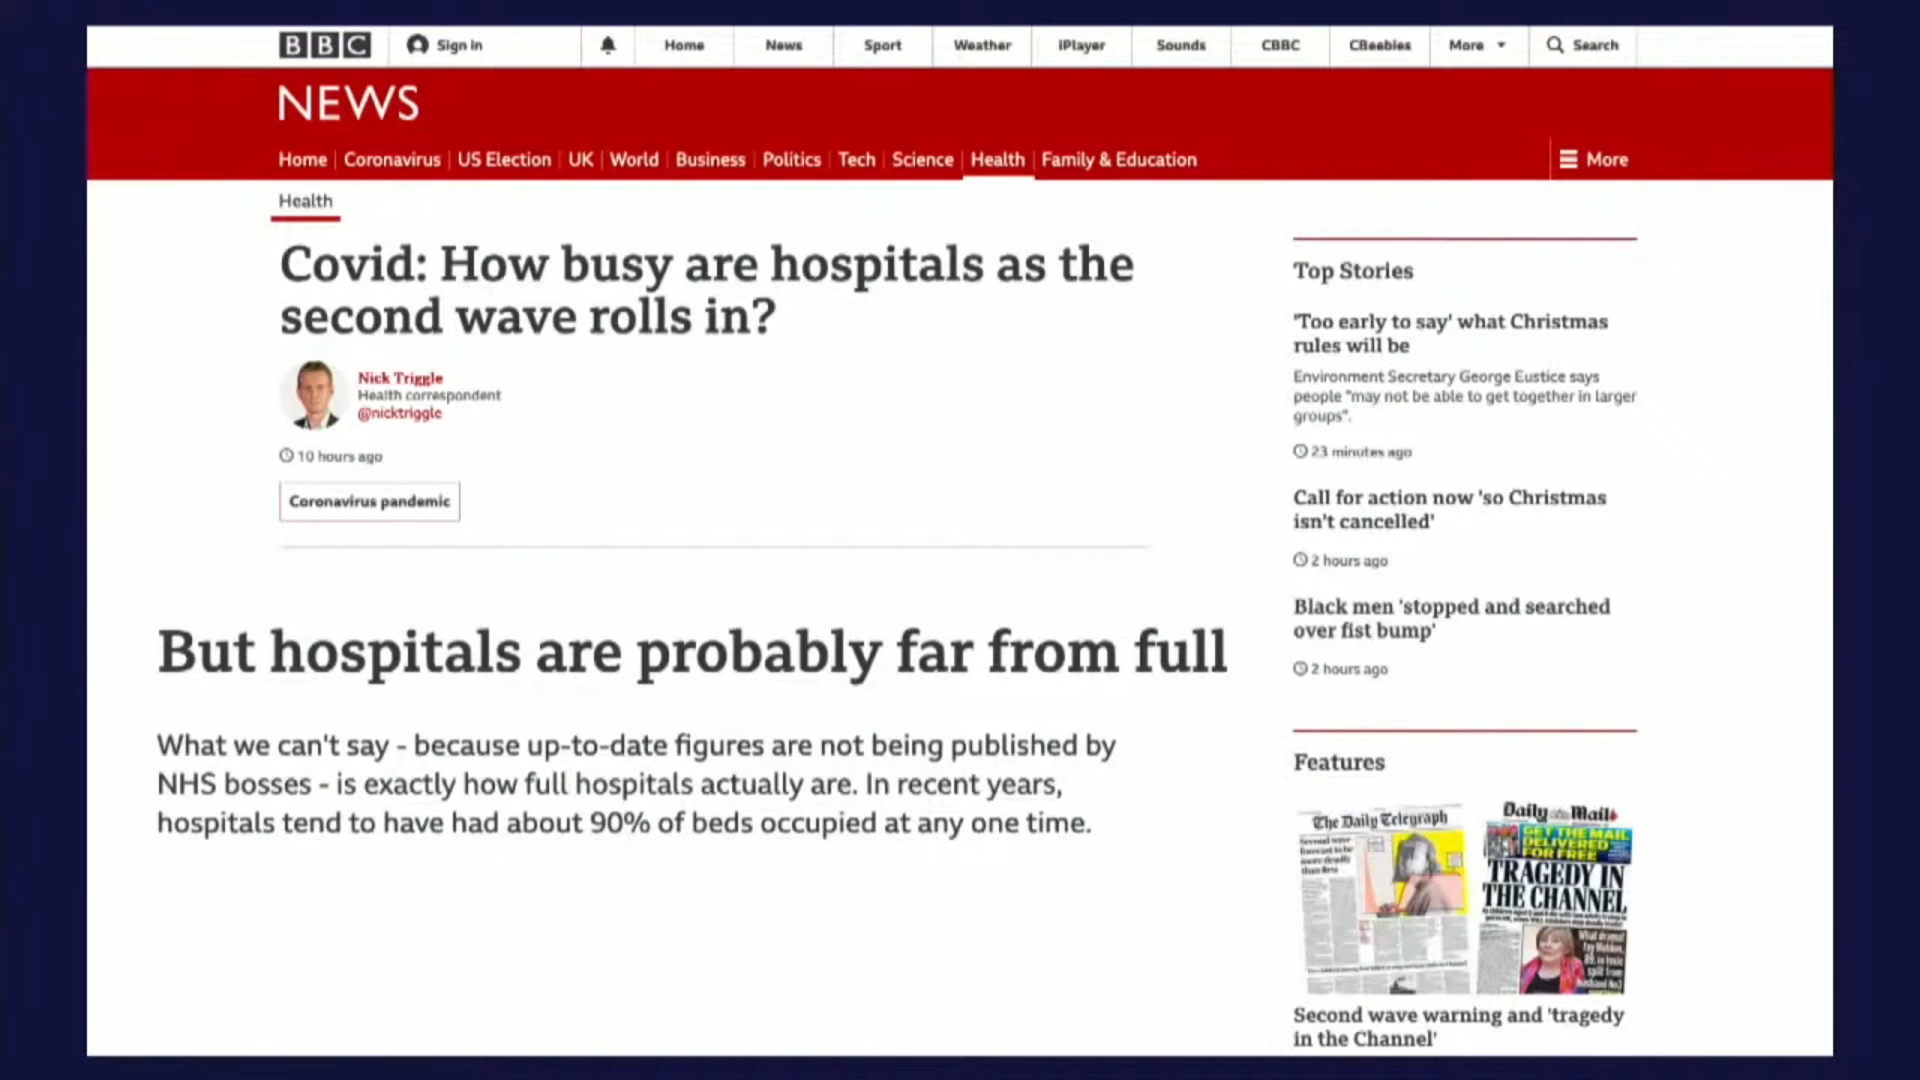 BBC
Sign in
Home
News
Sport
Weather
iPlayer
Sounds
CBBC
CBeebies
More
Search
NEWS
Home
Coronavirus
US Election
UK
World
Business
Politics
Tech
Science
Health
Family & Education
More
Health
Covid: How busy are hospitals as the
second wave rolls in?
Nick Triggle
Health correspondent
@nicktriggle
10 hours ago
Coronavirus pandemic
But hospitals are probably far from full
What we can't say - because up-to-date figures are not being published by
NHS bosses - is exactly how full hospitals actually are. In recent years,
hospitals tend to have had about 90% of beds occupied at any one time.
Top Stories
'Too early to say' what Christmas
rules will be
Environment Secretary George Eustice says
people "may not be able to get together in larger
groups".
23 minutes ago
Call for action now 'so Christmas
isn't cancelled'
2 hours ago
Black men 'stopped and searched
over fist bump'
2 hours ago
Features
The Daily Telegraph
Second wave
forecast to be
more deadly
than first
Daily Mail
GET THE MAIL
DELIVERED
FOR FREE
TRAGEDY IN
THE CHANNEL
Second wave warning and 'tragedy
in the Channel'